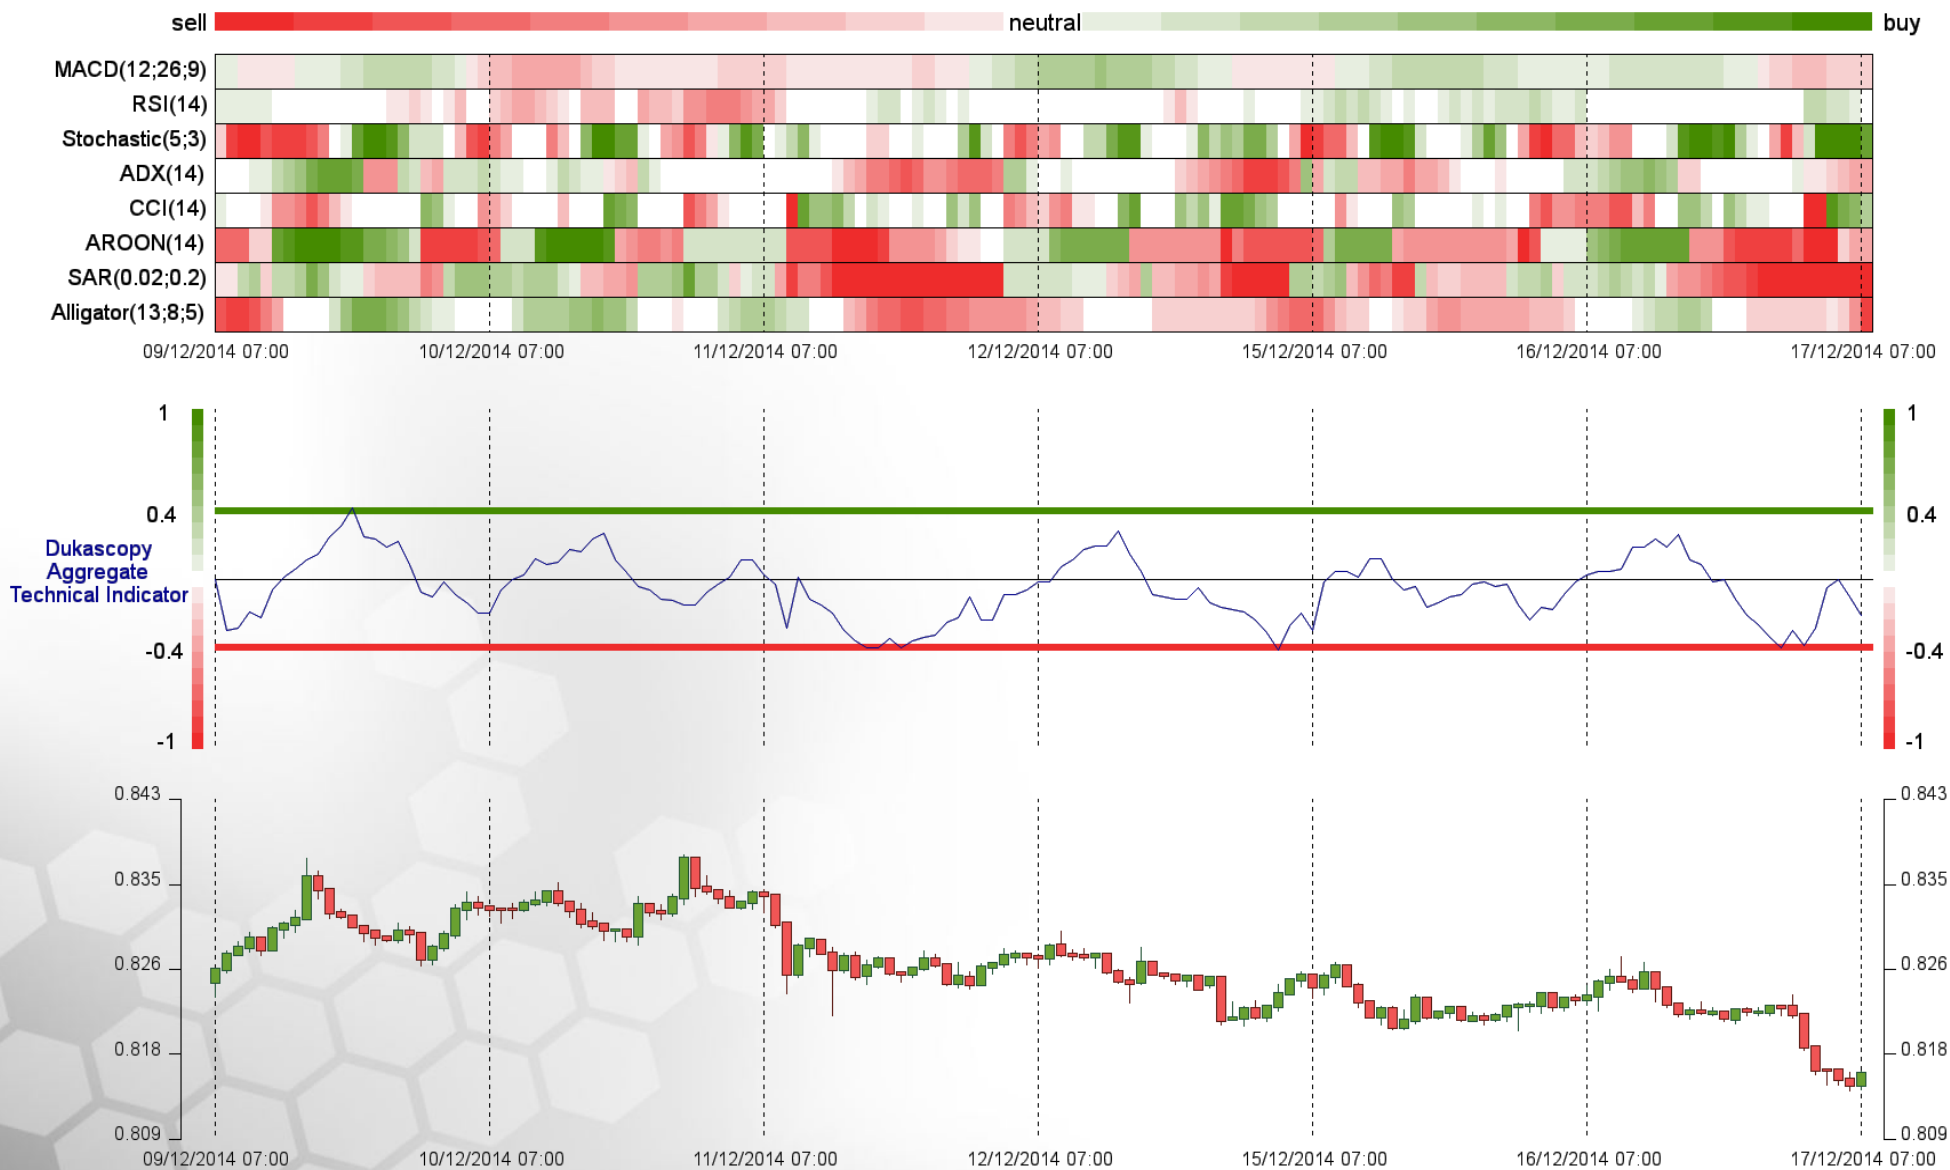 sell neutral buy
MACD(12;26;9)
RSI(14)
Stochastic(5;3)
ADX(14)
CCI(14)
AROON(14)
SAR(0.02;0.2)
Alligator(13;8;5)
09/12/2014 07:00 10/12/2014 07:00 11/12/2014 07:00 12/12/2014 07:00 15/12/2014 07:00 16/12/2014 07:00 17/12/2014 07:00
1 1
0.4 0.4
Dukascopy
Aggregate
Technical Indicator
-0.4 -0.4
-1 -1
0.843 0.843
0.835 0.835
0.826 0.826
0.818 0.818
0.809 0.809
09/12/2014 07:00 10/12/2014 07:00 11/12/2014 07:00 12/12/2014 07:00 15/12/2014 07:00 16/12/2014 07:00 17/12/2014 07:00